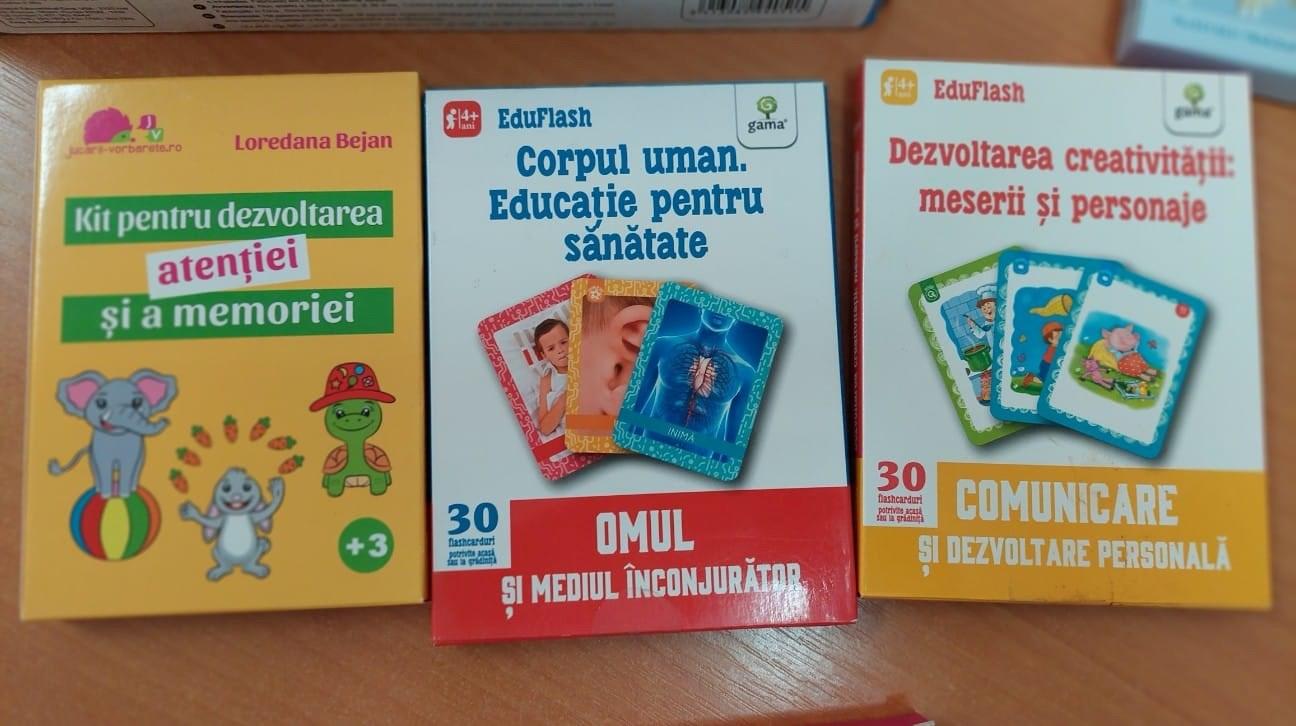 jucarii-vorbarete.ro
Loredana Bejan
Kit pentru dezvoltarea
atenției
și a memoriei
+3
4+
ani
EduFlash
gama
Corpul uman.
Educație pentru
sănătate
INIMA
30
flashcarduri
potrivite acasă
sau la grădiniță
OMUL
ȘI MEDIUL ÎNCONJURĂTOR
4+
ani
EduFlash
gama
Dezvoltarea creativității:
meserii și personaje
30
flashcarduri
potrivite acasă
sau la grădiniță
COMUNICARE
ȘI DEZVOLTARE PERSONALĂ